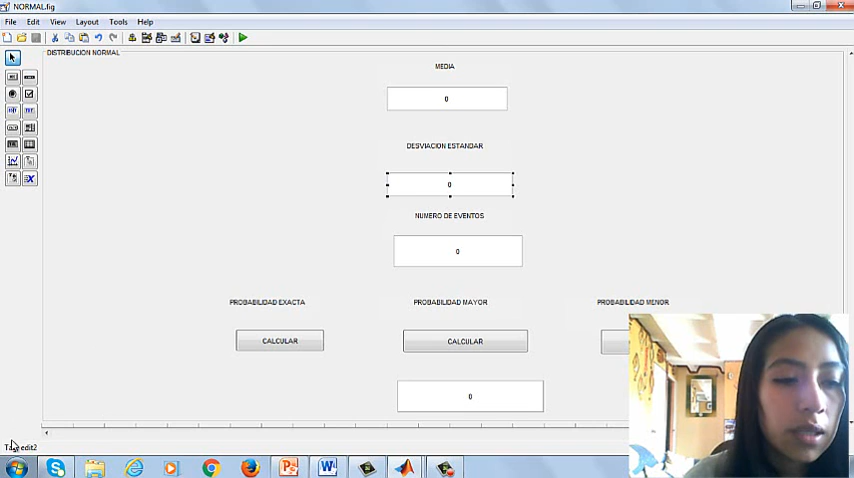 NORMAL.fig
File Edit View Layout Tools Help
DISTRIBUCION NORMAL
MEDIA
0
DESVIACION ESTANDAR
0
NUMERO DE EVENTOS
0
PROBABILIDAD EXACTA PROBABILIDAD MAYOR PROBABILIDAD MENOR
CALCULAR CALCULAR
0
edit2